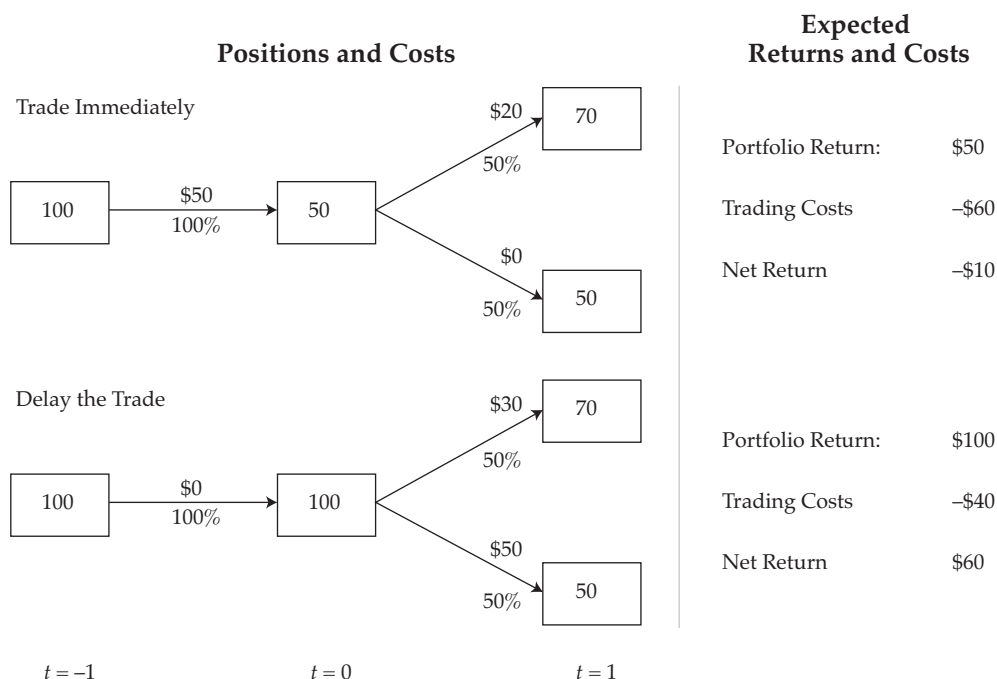 Positions and Costs
Expected
Returns and Costs
Trade Immediately
100
$50
100%
50
$20
50%
70
$0
50%
50
Portfolio Return: $50
Trading Costs –$60
Net Return –$10
Delay the Trade
100
$0
100%
100
$30
50%
70
$50
50%
50
Portfolio Return: $100
Trading Costs –$40
Net Return $60
t = –1
t = 0
t = 1